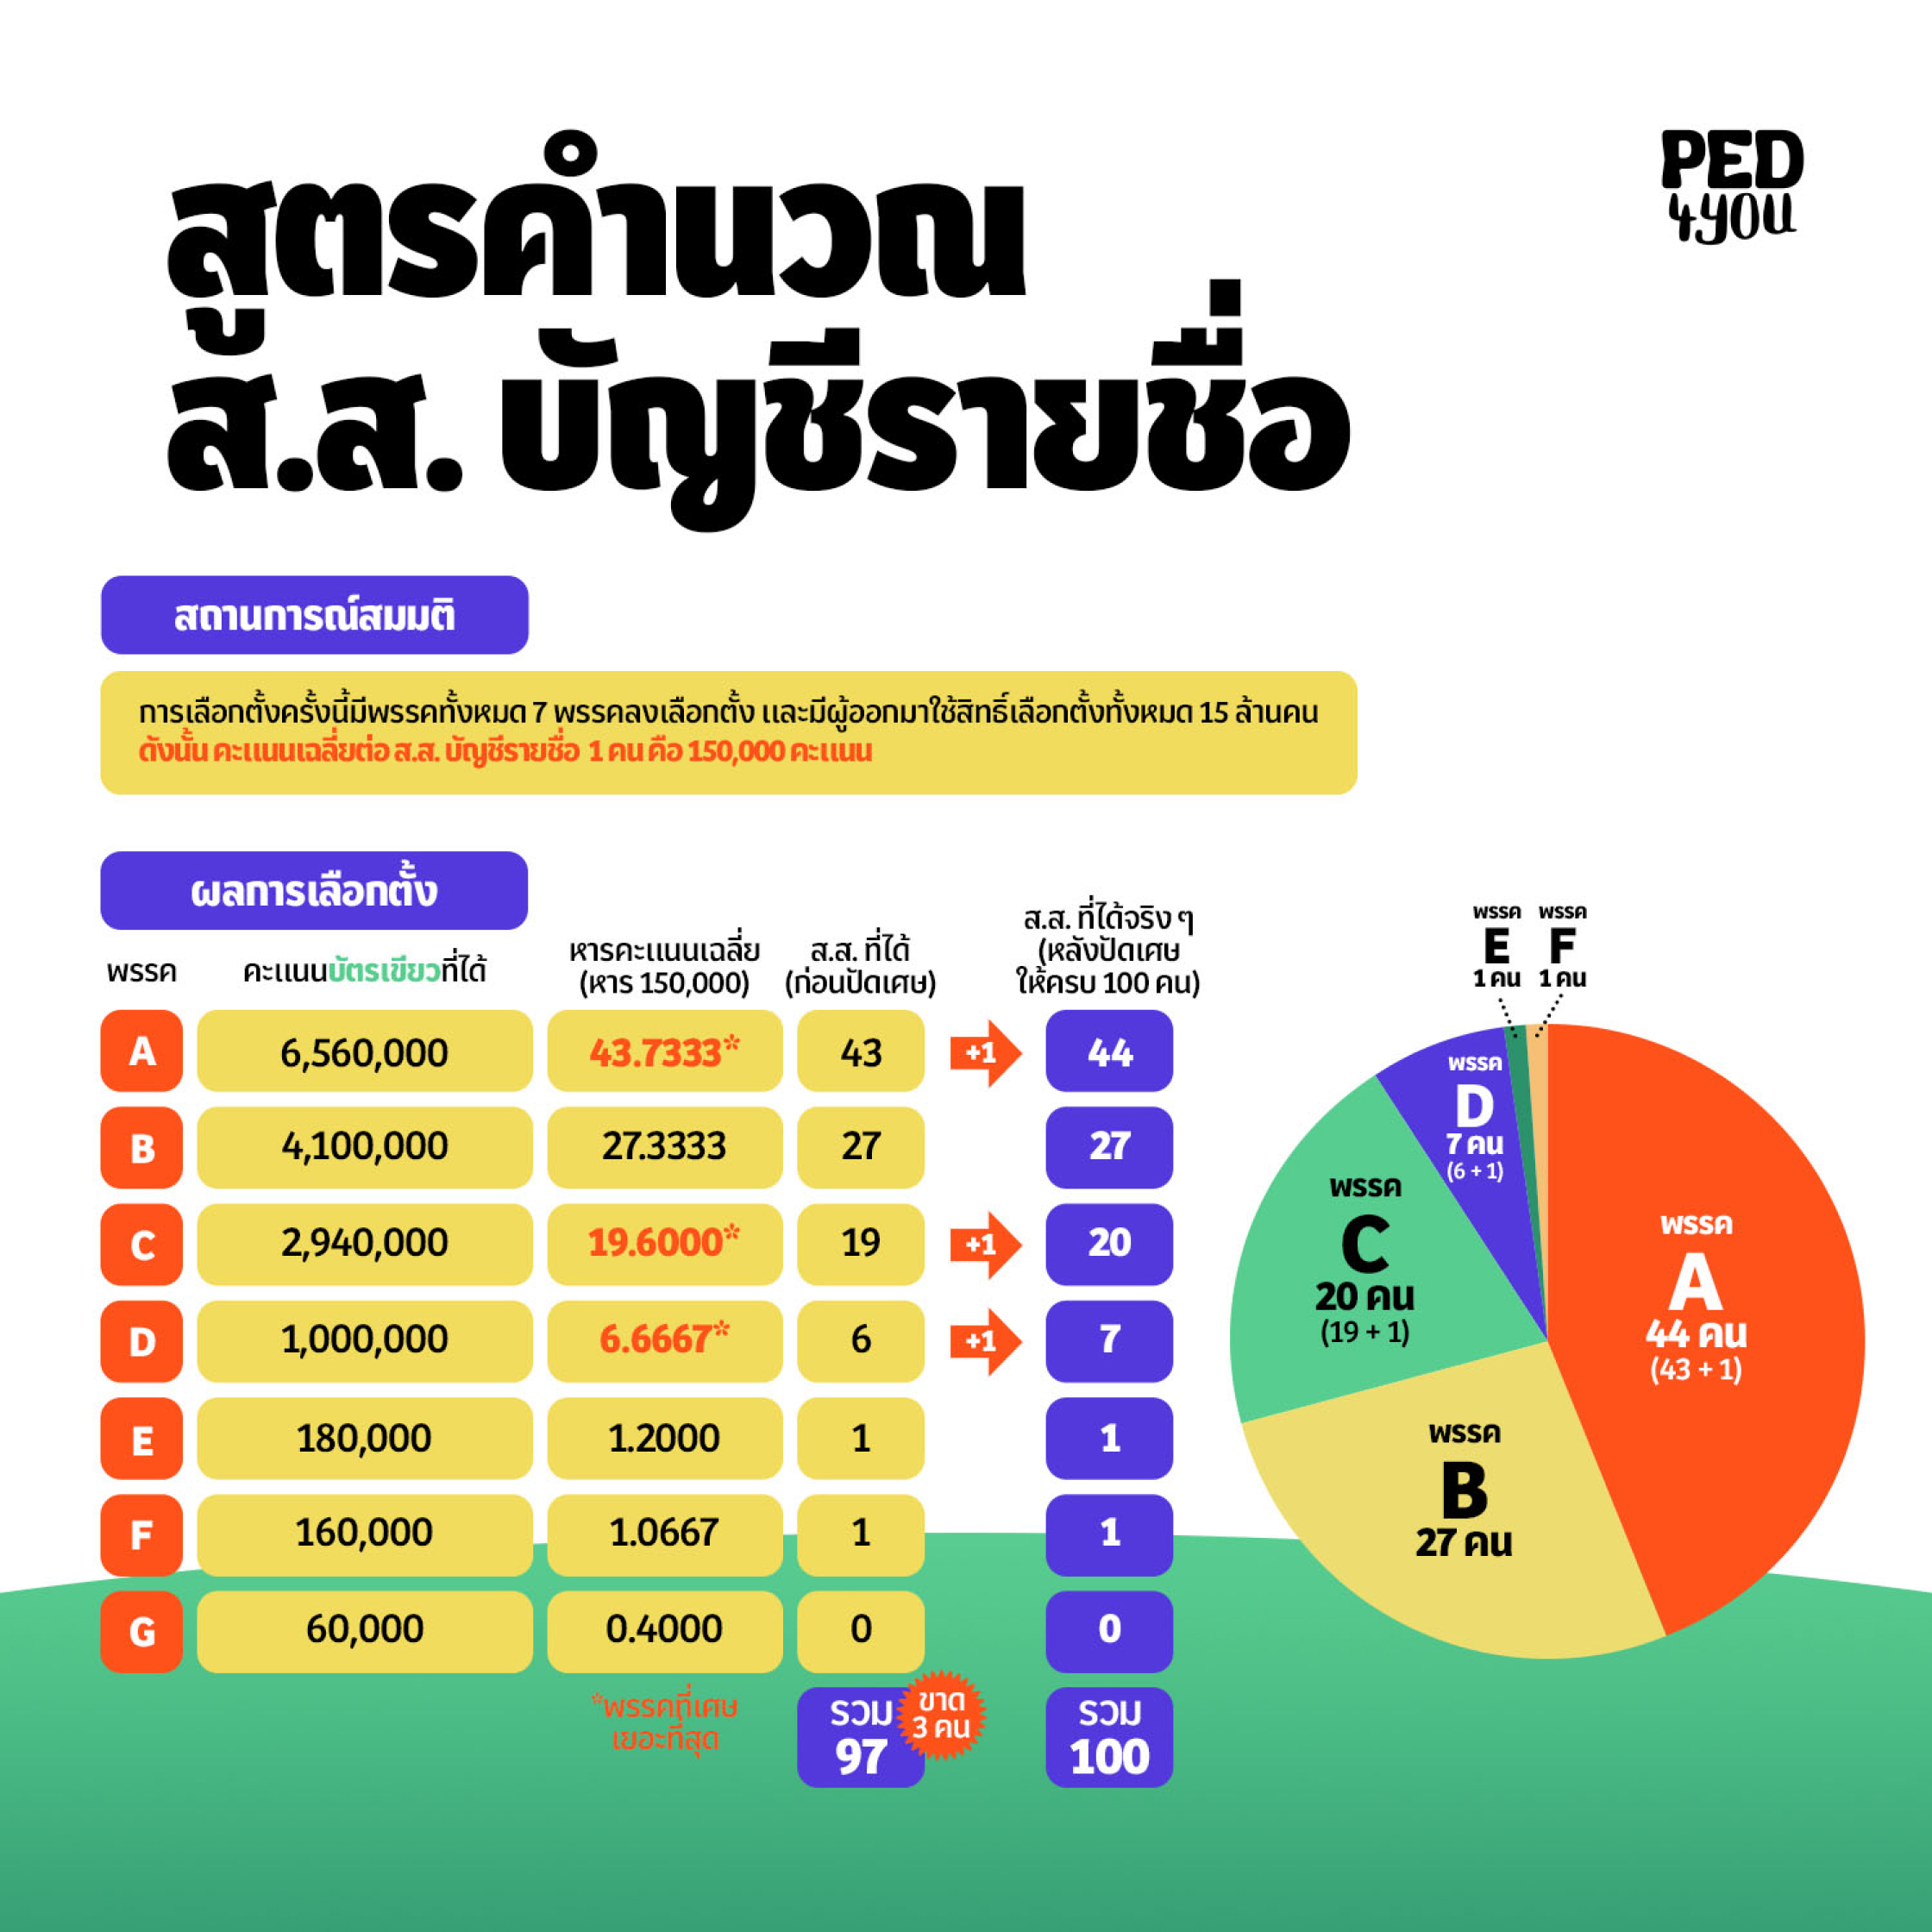 สูตรคำนวณ
ส.ส. บัญชีรายชื่อ
PED
4YOU
สถานการณ์สมมติ
การเลือกตั้งครั้งนี้มีพรรคทั้งหมด 7 พรรคลงเลือกตั้ง และมีผู้ออกมาใช้สิทธิ์เลือกตั้งทั้งหมด 15 ล้านคน
ดังนั้น คะแนนเฉลี่ยต่อ ส.ส. บัญชีรายชื่อ 1 คน คือ 150,000 คะแนน
ผลการเลือกตั้ง
พรรค
คะแนนบัตรเขียวที่ได้
หารคะแนนเฉลี่ย
(หาร 150,000)
ส.ส. ที่ได้
(ก่อนปัดเศษ)
ส.ส. ที่ได้จริง ๆ
(หลังปัดเศษ
ให้ครบ 100 คน)
A 6,560,000 43.7333* 43 +1 44
B 4,100,000 27.3333 27 27
C 2,940,000 19.6000* 19 +1 20
D 1,000,000 6.6667* 6 +1 7
E 180,000 1.2000 1 1
F 160,000 1.0667 1 1
G 60,000 0.4000 0 0
*พรรคที่เศษ
เยอะที่สุด
รวม
97
ขาด
3 คน
รวม
100
พรรค
E
1 คน
พรรค
F
1 คน
พรรค
D
7 คน
(6 + 1)
พรรค
C
20 คน
(19 + 1)
พรรค
A
44 คน
(43 + 1)
พรรค
B
27 คน